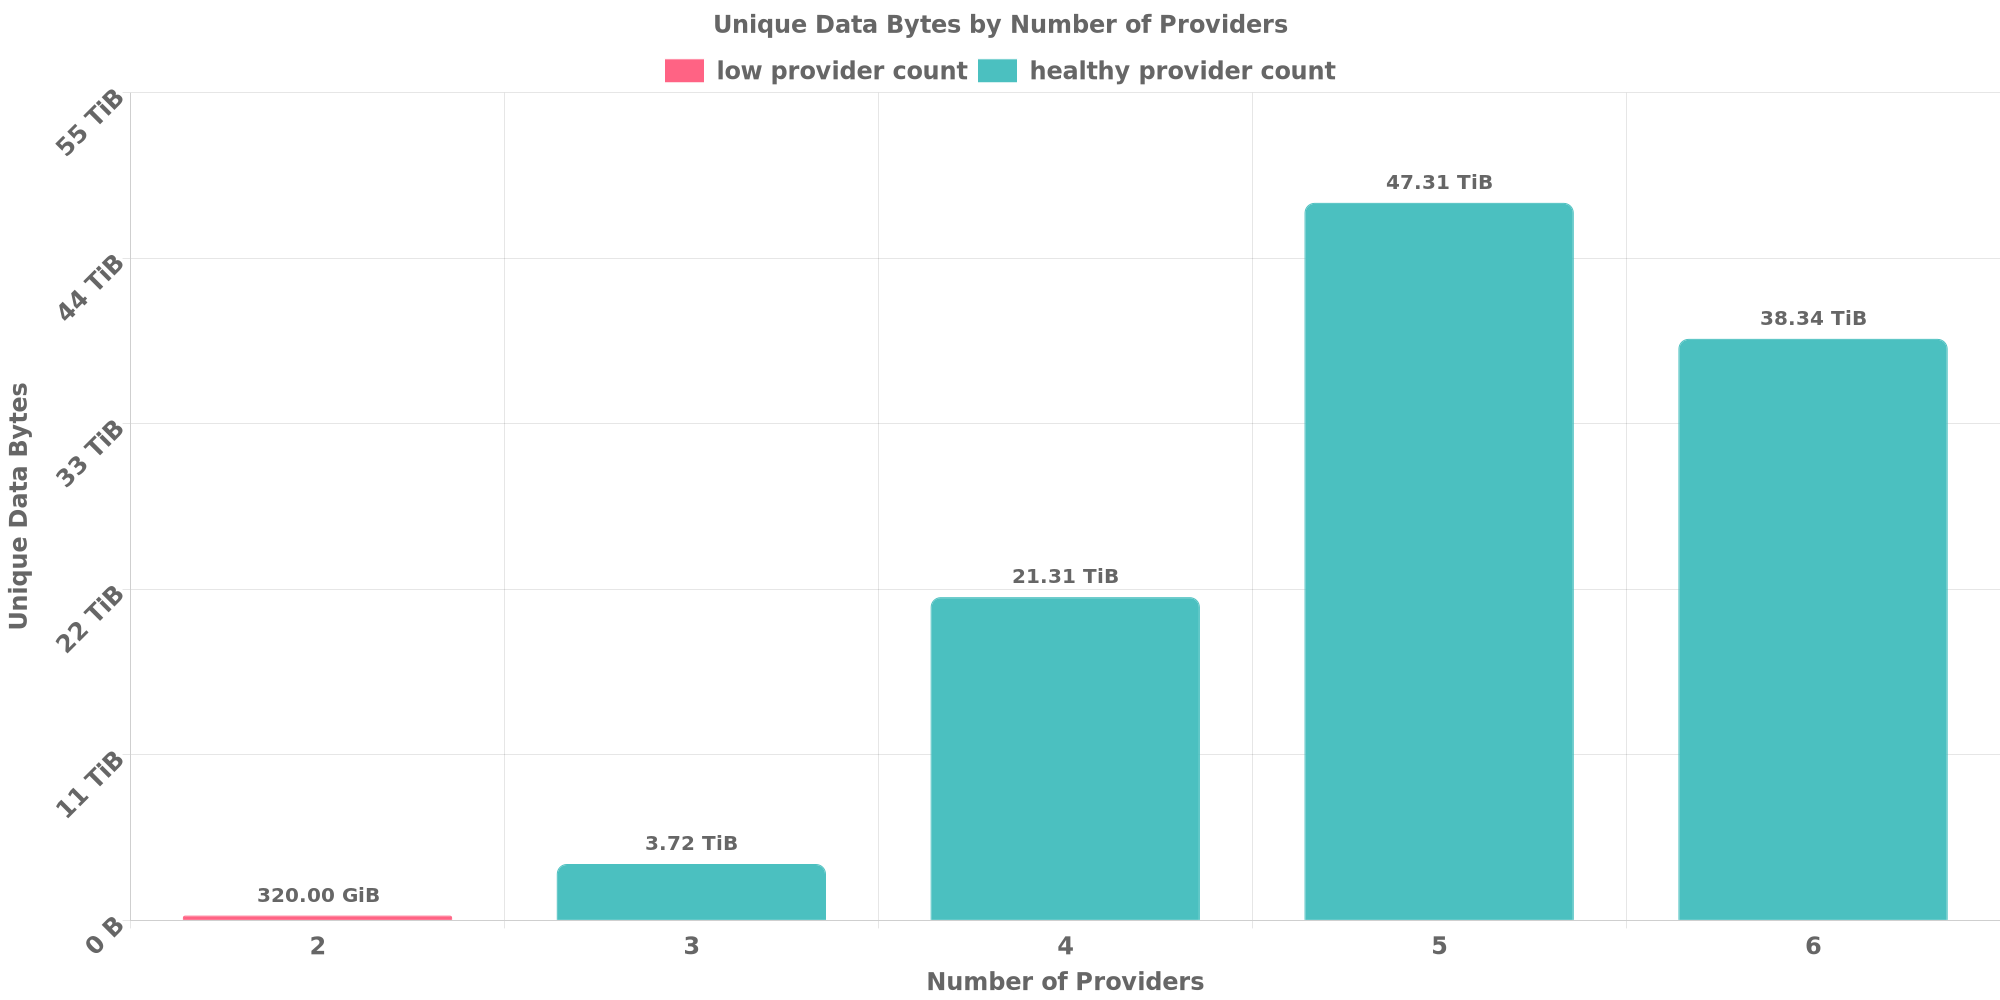 Unique Data Bytes by Number of Providers
low provider count healthy provider count
55 TiB
44 TiB
33 TiB
22 TiB
11 TiB
0 B
Unique Data Bytes
320.00 GiB
3.72 TiB
21.31 TiB
47.31 TiB
38.34 TiB
2 3 4 5 6
Number of Providers